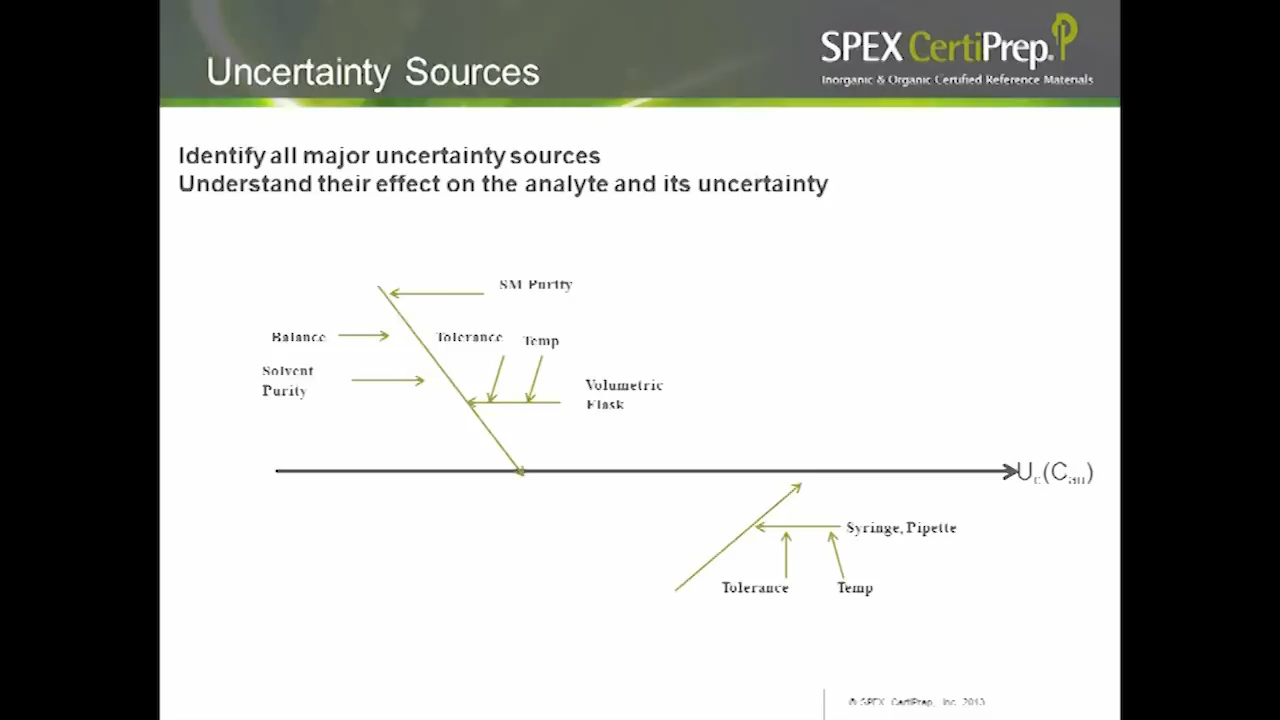 Uncertainty Sources
SPEX CertiPrep.
Inorganic & Organic Certified Reference Materials
Identify all major uncertainty sources
Understand their effect on the analyte and its uncertainty
SM Purity
Balance
Tolerance
Temp
Solvent
Purity
Volumetric
Flask
Uc(Can)
Syringe, Pipette
Tolerance
Temp
© SPEX CertiPrep, Inc. 2013